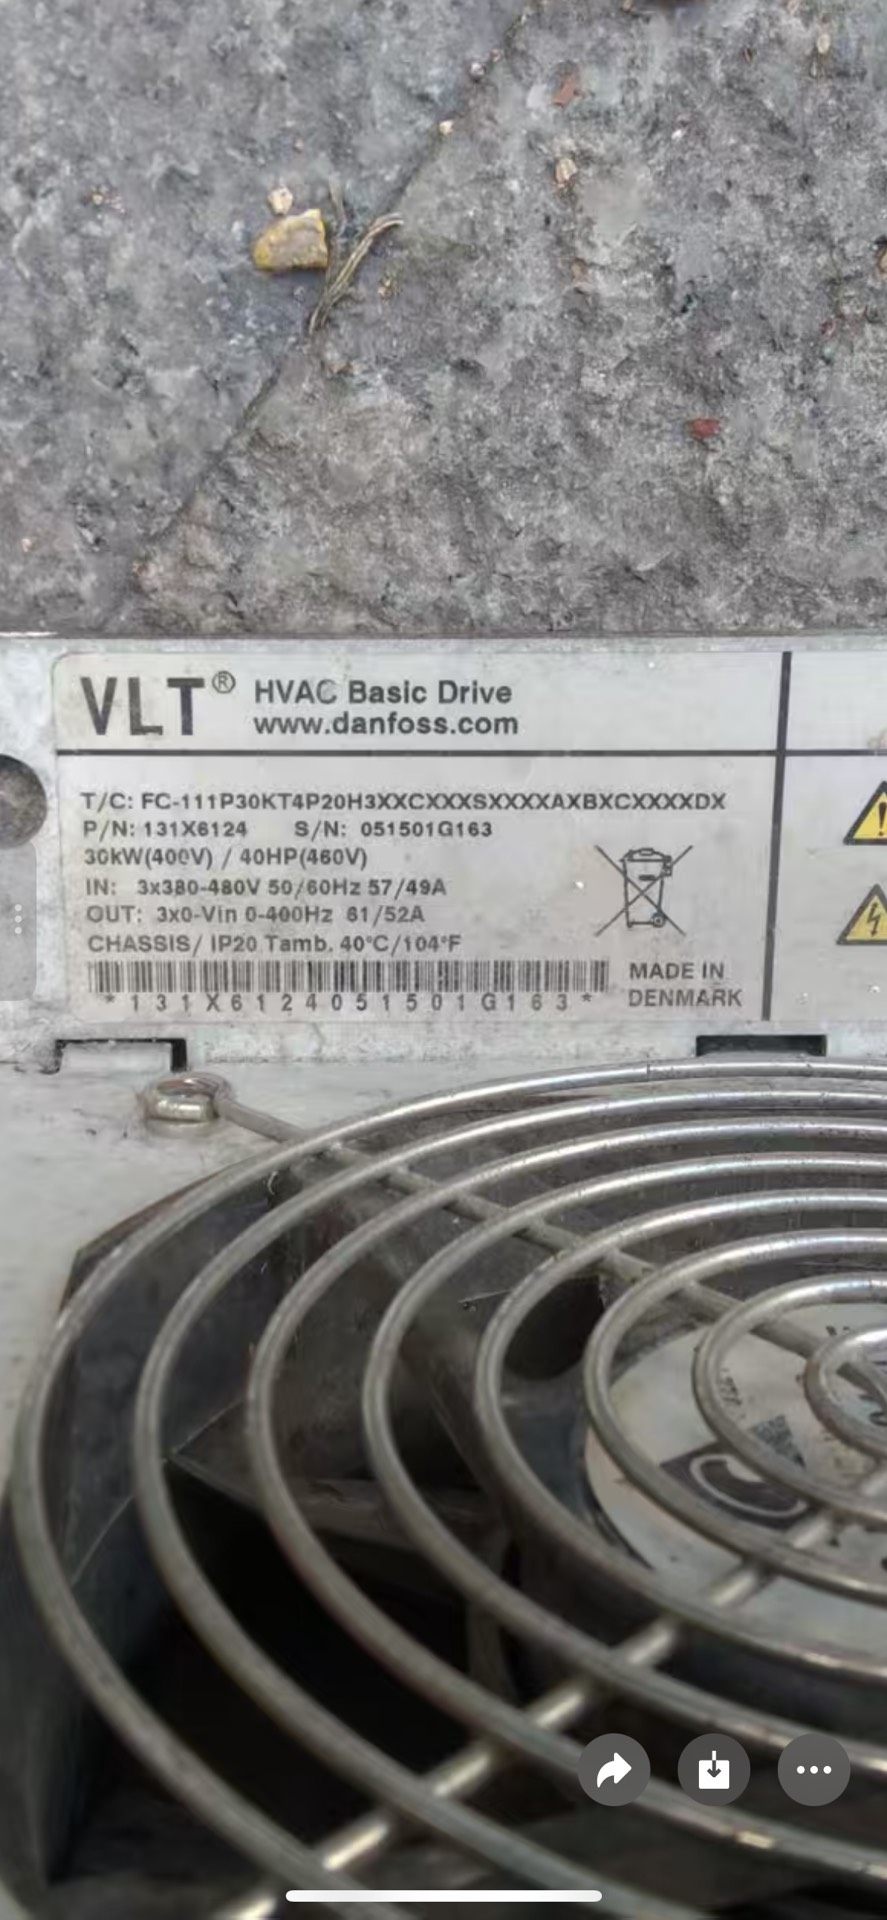 VLT® HVAC Basic Drive
www.danfoss.com
T/C: FC-111P30KT4P20H3XXCXXXSXXXXAXBXCXXXXDX
P/N: 131X6124 S/N: 051501G163
30kW(400V) / 40HP(460V)
IN: 3x380-480V 50/60Hz 57/49A
OUT: 3x0-Vin 0-400Hz 61/52A
CHASSIS/ IP20 Tamb. 40°C/104°F
*131X6124051501G163*
MADE IN
DENMARK